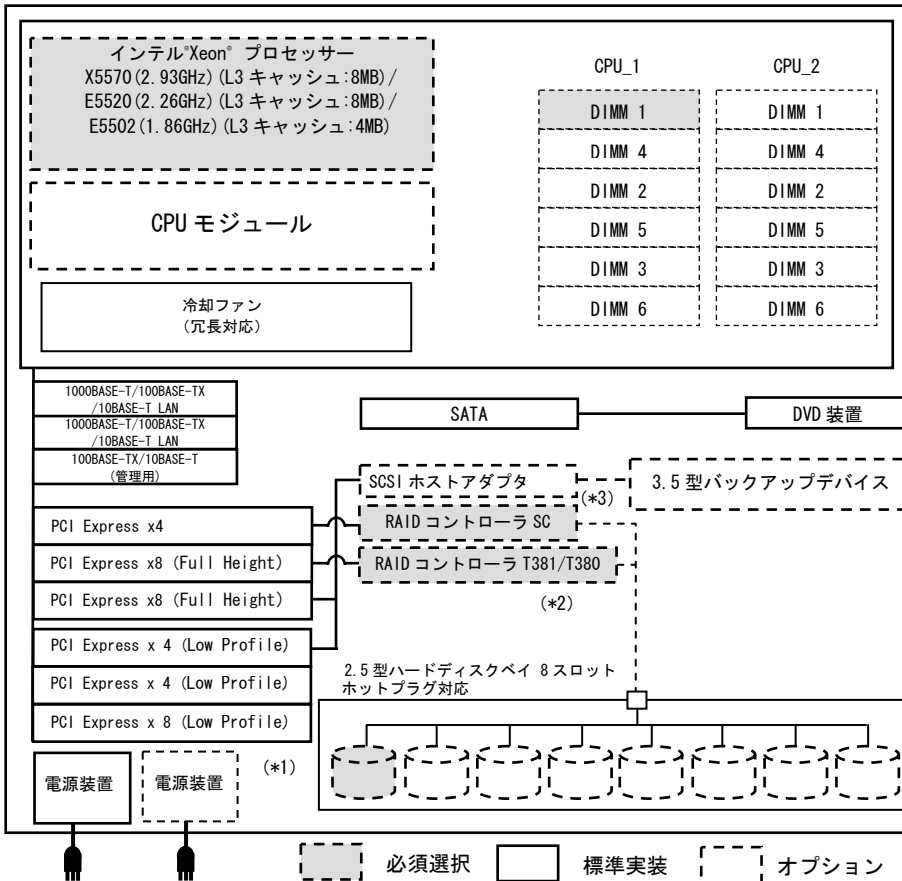 インテル®Xeon® プロセッサー
X5570(2.93GHz)(L3 キャッシュ:8MB)/
E5520(2.26GHz)(L3 キャッシュ:8MB)/
E5502(1.86GHz)(L3 キャッシュ:4MB)
CPU モジュール
冷却ファン
(冗長対応)
CPU_1
DIMM 1
DIMM 4
DIMM 2
DIMM 5
DIMM 3
DIMM 6
CPU_2
DIMM 1
DIMM 4
DIMM 2
DIMM 5
DIMM 3
DIMM 6
1000BASE-T/100BASE-TX
/10BASE-T LAN
1000BASE-T/100BASE-TX
/10BASE-T LAN
100BASE-TX/10BASE-T
(管理用)
SATA
DVD 装置
SCSI ホストアダプタ
(*3)
3.5 型バックアップデバイス
PCI Express x4
RAID コントローラ SC
PCI Express x8 (Full Height)
RAID コントローラ T381/T380
PCI Express x8 (Full Height)
(*2)
PCI Express x 4 (Low Profile)
PCI Express x 4 (Low Profile)
PCI Express x 8 (Low Profile)
2.5 型ハードディスクベイ 8 スロット
ホットプラグ対応
(*1)
電源装置
電源装置
必須選択
標準実装
オプション